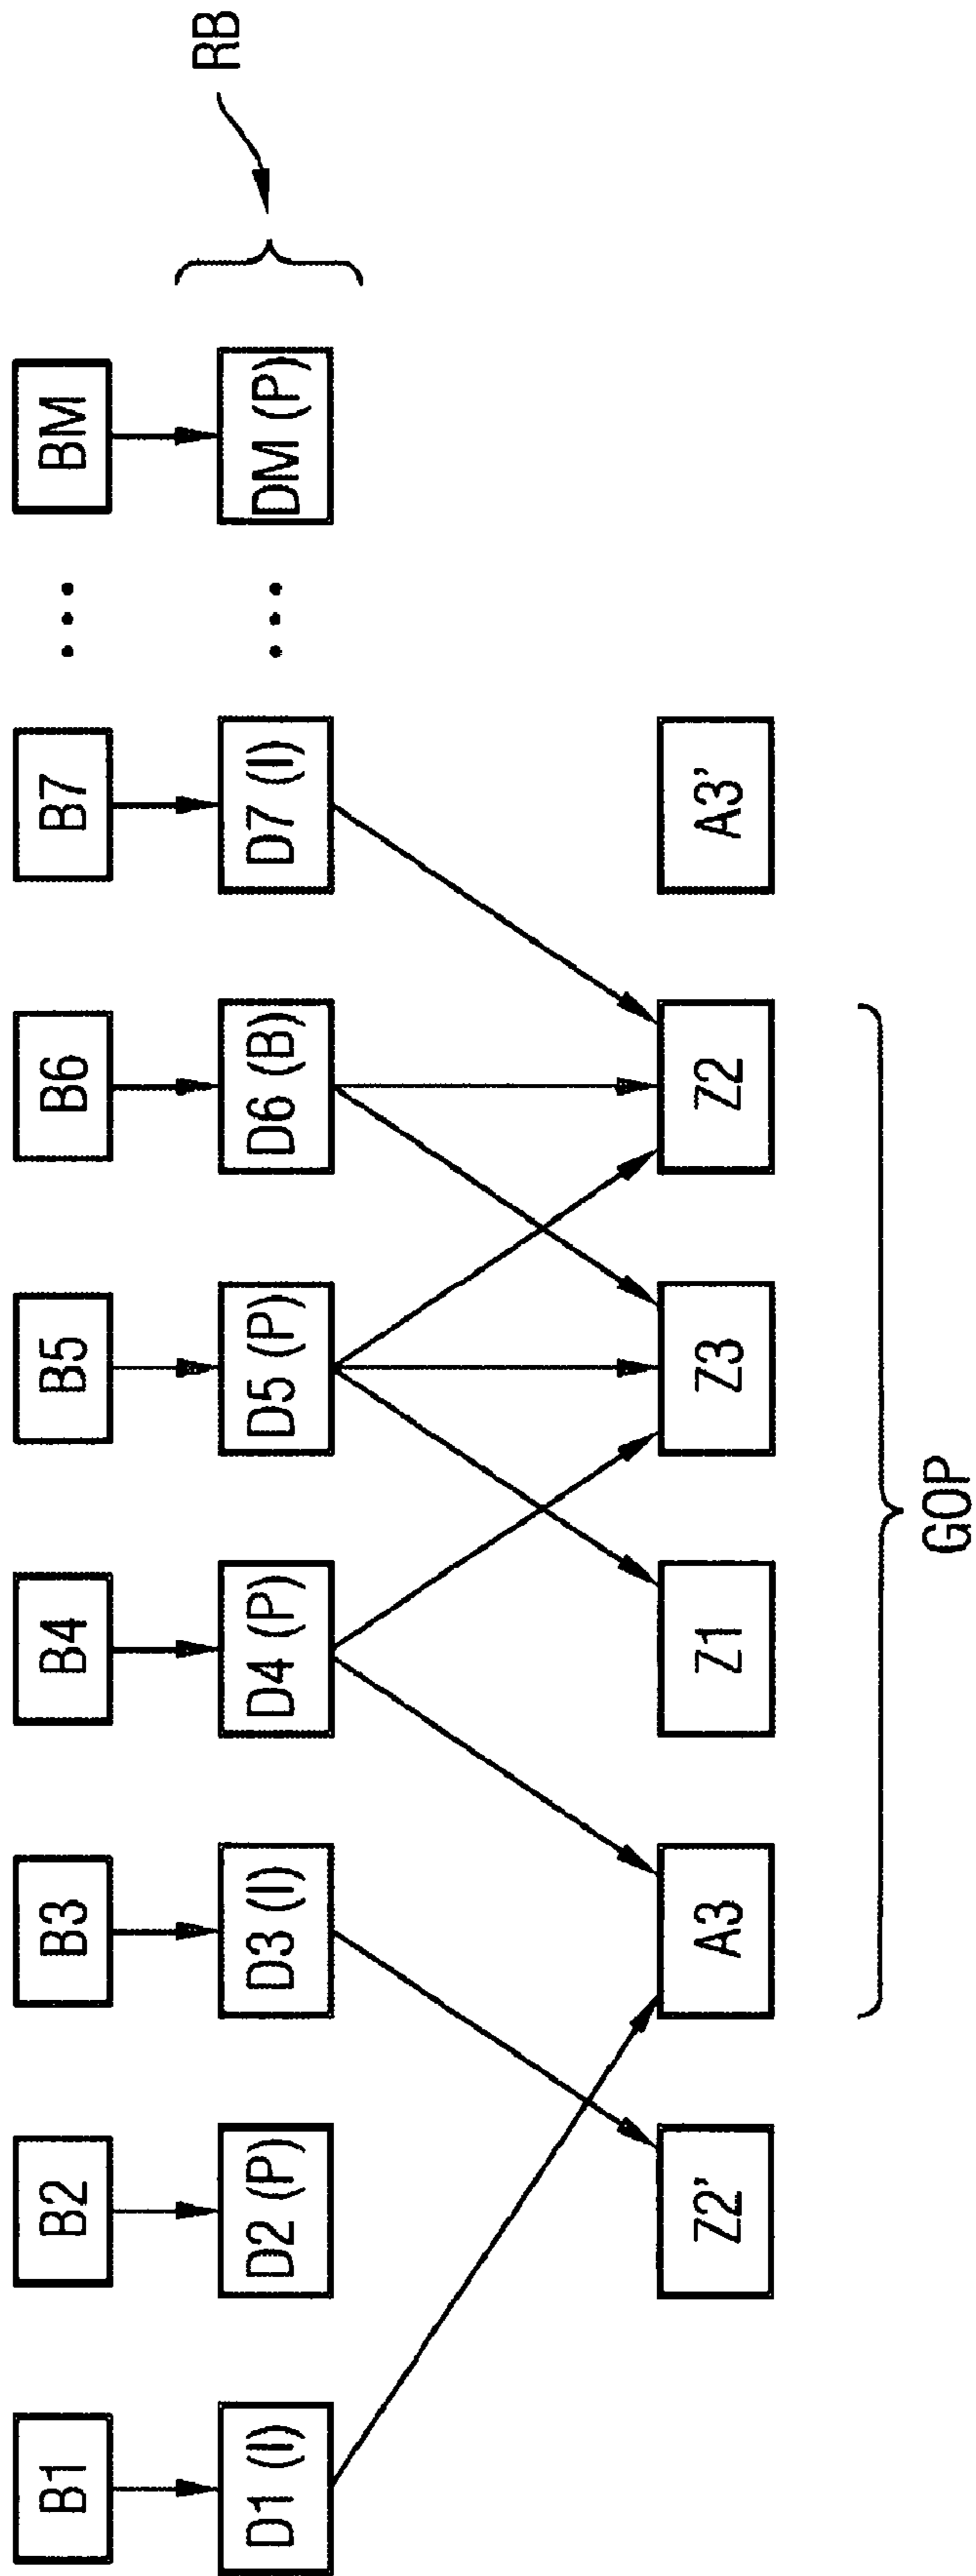 B1
B2
B3
B4
B5
B6
B7
...
BM
D1 (I)
D2 (P)
D3 (I)
D4 (P)
D5 (P)
D6 (B)
D7 (I)
...
DM (P)
RB
Z2'
A3
Z1
Z3
Z2
A3'
GOP